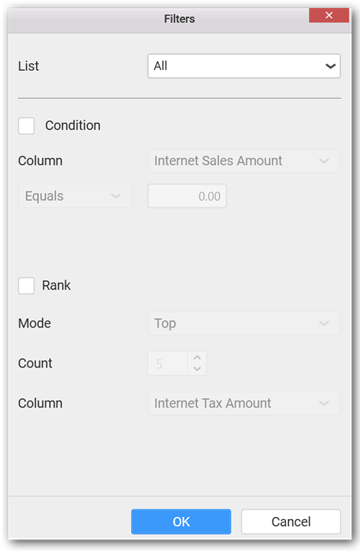 Filters
List All
Condition
Column Internet Sales Amount
Equals 0.00
Rank
Mode Top
Count 5
Column Internet Tax Amount
OK Cancel